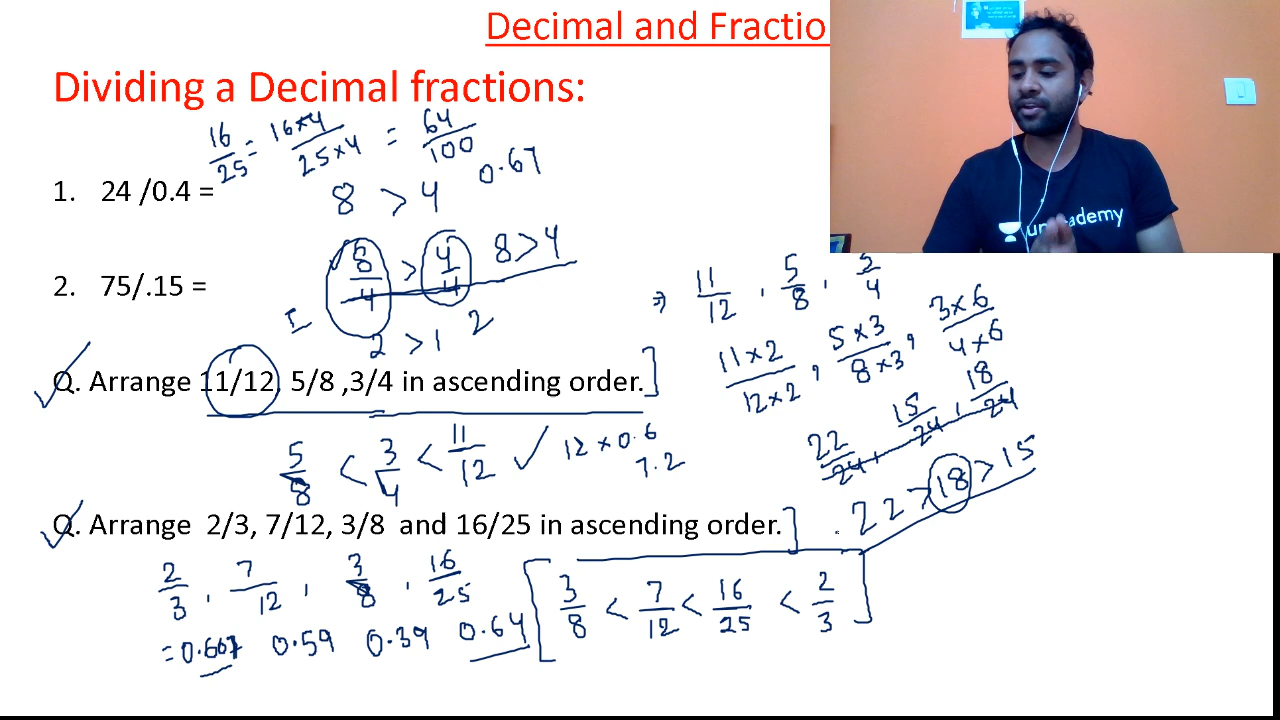 Decimal and Fractio
Dividing a Decimal fractions:
16/25 = 16×4/25×4 = 64/100
0.67
1. 24 /0.4 =
8 > 4
8/4 > 4/4 8 > 4
unacademy
2. 75/.15 =
I 2 > 1 2
⇒ 11/12 , 5/8 , 3/4
11×2/12×2 , 5×3/8×3 , 3×6/4×6
Q. Arrange 11/12, 5/8 ,3/4 in ascending order.]
22/24 , 15/24 , 18/24
5/8 < 3/4 < 11/12 ✓ 12 × 0.6
7.2
22 > 18 > 15
Q. Arrange 2/3, 7/12, 3/8 and 16/25 in ascending order.]
2/3 , 7/12 , 3/8 , 16/25
= 0.667 0.59 0.39 0.64
[3/8 < 7/12 < 16/25 < 2/3]